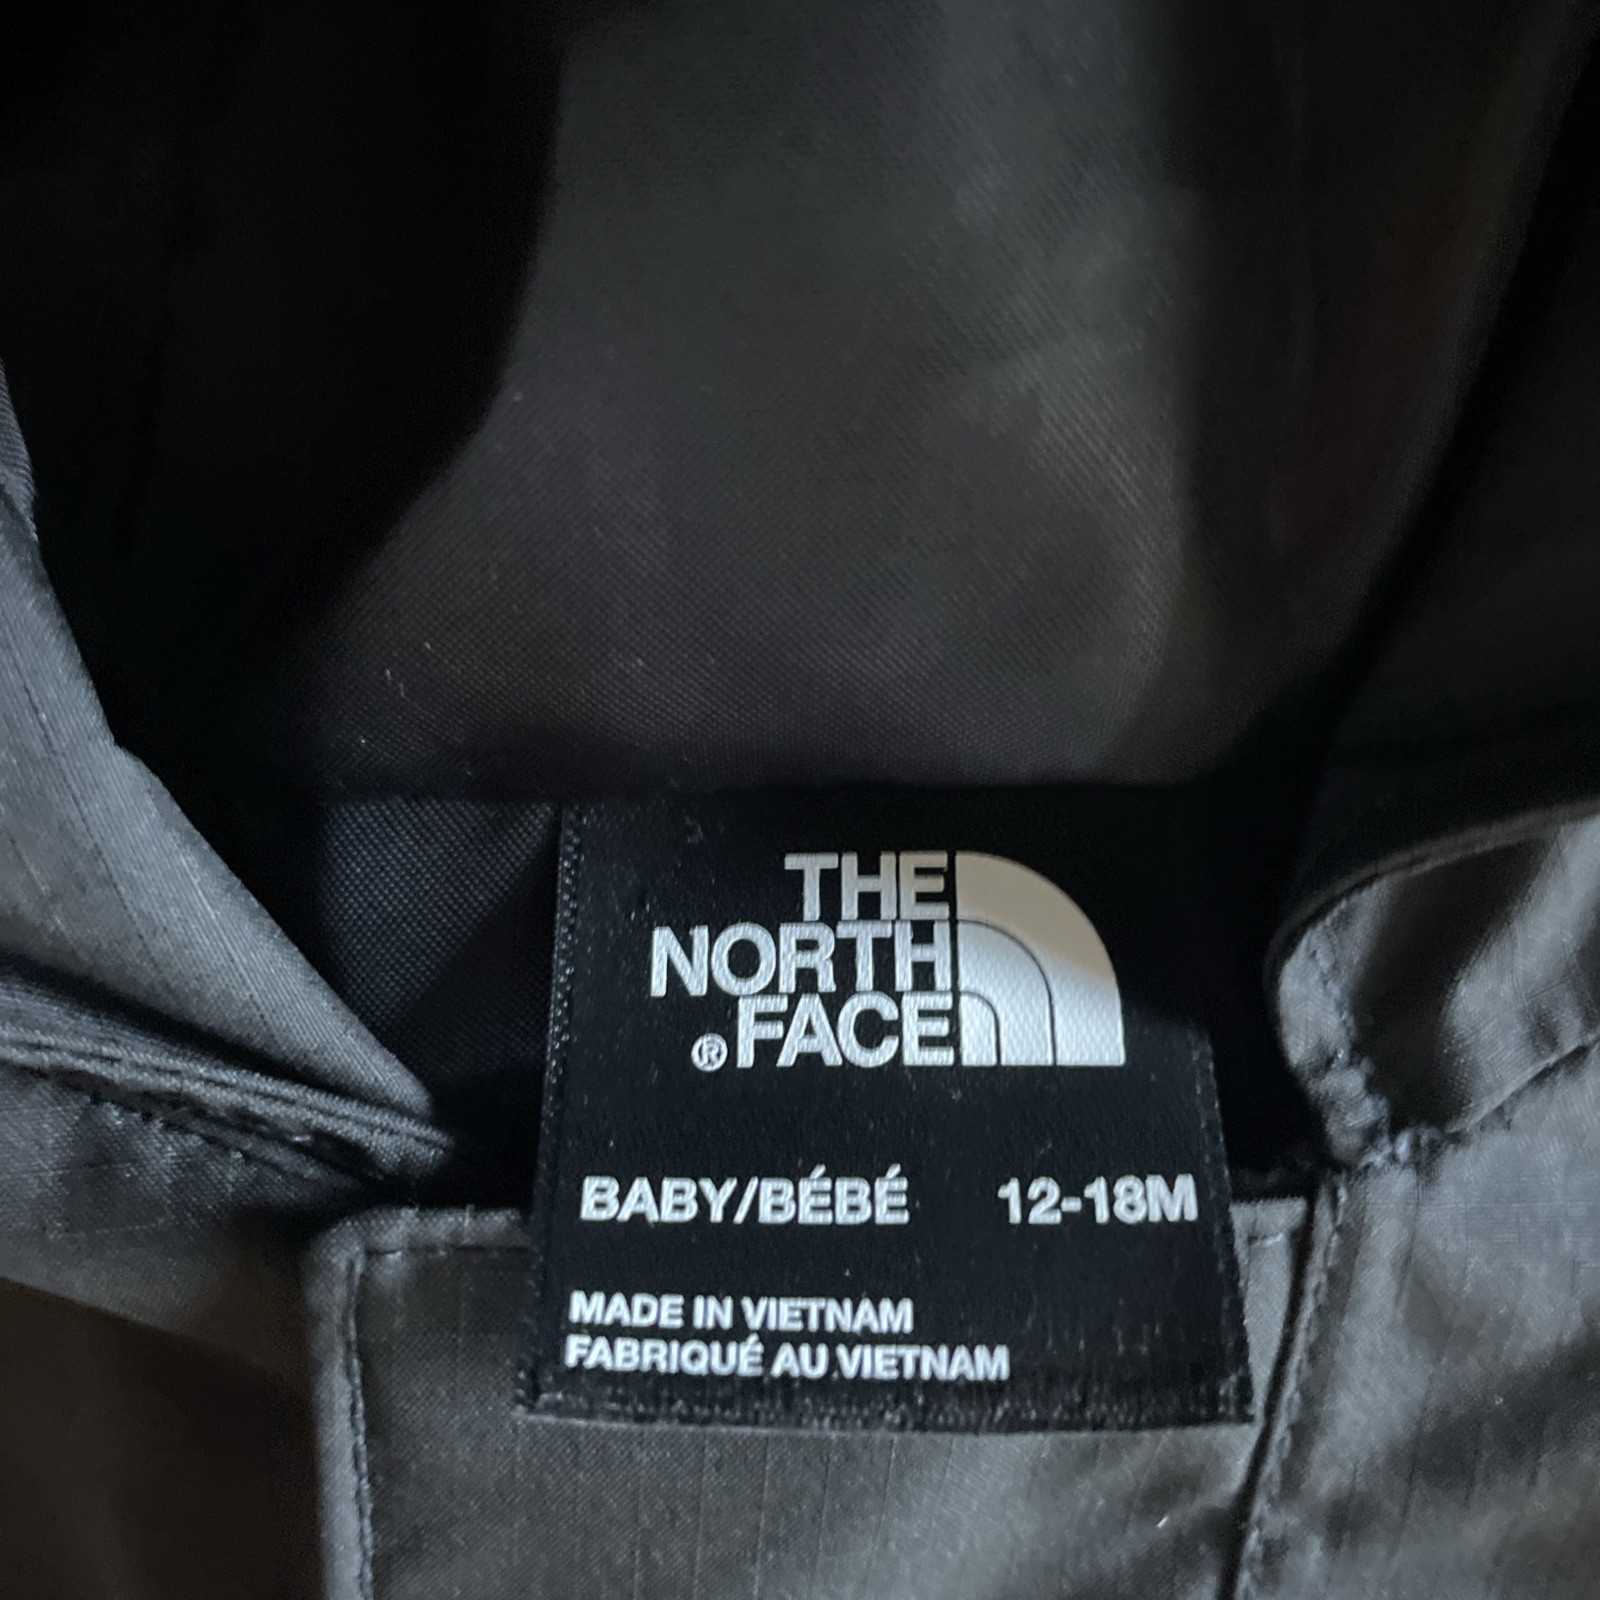 THE
NORTH
®FACE
BABY/BÉBÉ 12-18M
MADE IN VIETNAM
FABRIQUÉ AU VIETNAM